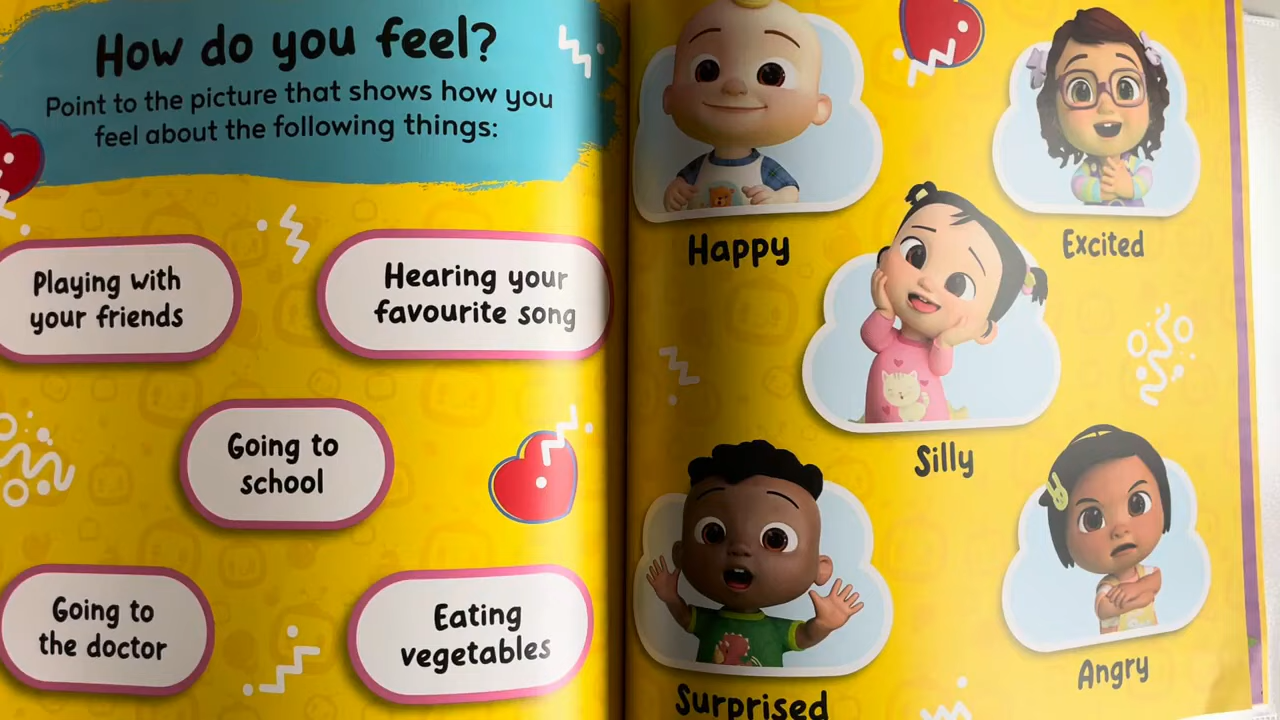 How do you feel?
Point to the picture that shows how you
feel about the following things:
Playing with
your friends
Hearing your
favourite song
Going to
school
Going to
the doctor
Eating
vegetables
Happy
Excited
Silly
Surprised
Angry